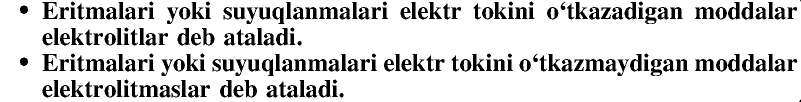 • Eritmalari yoki suyuqlanmalari elektr tokini o‘tkazadigan moddalar
elektrolitlar deb ataladi.
• Eritmalari yoki suyuqlanmalari elektr tokini o‘tkazmaydigan moddalar
elektrolitmaslar deb ataladi.